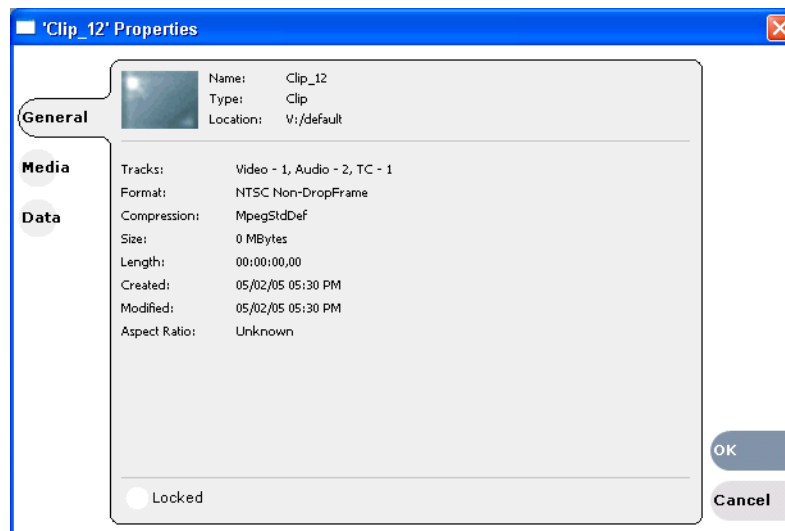 'Clip_12' Properties
General
Media
Data
Name: Clip_12
Type: Clip
Location: V:/default
Tracks: Video - 1, Audio - 2, TC - 1
Format: NTSC Non-DropFrame
Compression: MpegStdDef
Size: 0 MBytes
Length: 00:00:00,00
Created: 05/02/05 05:30 PM
Modified: 05/02/05 05:30 PM
Aspect Ratio: Unknown
Locked
OK
Cancel